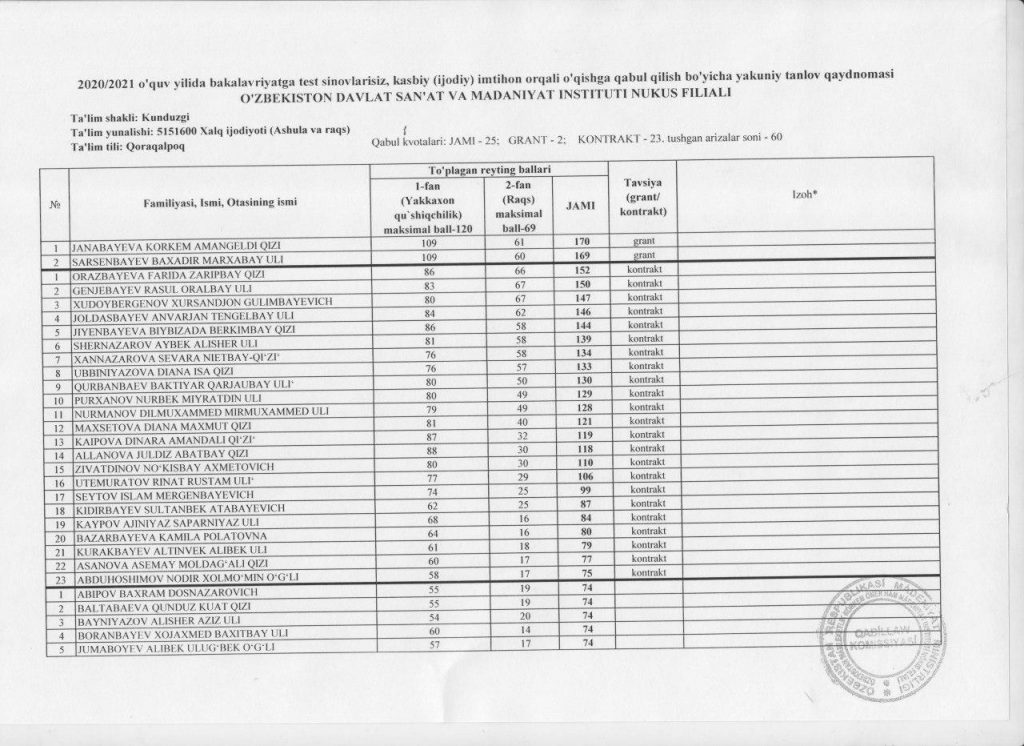 2020/2021 o'quv yilida bakalavriyatga test sinovlarisiz, kasbiy (ijodiy) imtihon orqali o'qishga qabul qilish bo'yicha yakuniy tanlov qaydnomasi
O'ZBEKISTON DAVLAT SAN'AT VA MADANIYAT INSTITUTI NUKUS FILIALI
Ta'lim shakli: Kunduzgi
Ta'lim yunalishi: 5151600 Xalq ijodiyoti (Ashula va raqs)
Qabul kvotalari: JAMI - 25; GRANT - 2; KONTRAKT - 23. tushgan arizalar soni - 60
Ta'lim tili: Qoraqalpoq
№ Familiyasi, Ismi, Otasining ismi To'plagan reyting ballari Tavsiya (grant/ kontrakt) Izoh*
1-fan (Yakkaxon qu`shiqchilik) maksimal ball-120 2-fan (Raqs) maksimal ball-69 JAMI
1 JANABAYEVA KORKEM AMANGELDI QIZI 109 61 170 grant
2 SARSENBAYEV BAXADIR MARXABAY ULI 109 60 169 grant
1 ORAZBAYEVA FARIDA ZARIPBAY QIZI 86 66 152 kontrakt
2 GENJEBAYEV RASUL ORALBAY ULI 83 67 150 kontrakt
3 XUDOYBERGENOV XURSANDJON GULIMBAYEVICH 80 67 147 kontrakt
4 JOLDASBAYEV ANVARJAN TENGELBAY ULI 84 62 146 kontrakt
5 JIYENBAYEVA BIYBIZADA BERKIMBAY QIZI 86 58 144 kontrakt
6 SHERNAZAROV AYBEK ALISHER ULI 81 58 139 kontrakt
7 XANNAZAROVA SEVARA NIETBAY-QI‘ZI‘ 76 58 134 kontrakt
8 UBBINIYAZOVA DIANA ISA QIZI 76 57 133 kontrakt
9 QURBANBAEV BAKTIYAR QARJAUBAY ULI‘ 80 50 130 kontrakt
10 PURXANOV NURBEK MIYRATDIN ULI 80 49 129 kontrakt
11 NURMANOV DILMUXAMMED MIRMUXAMMED ULI 79 49 128 kontrakt
12 MAXSETOVA DIANA MAXMUT QIZI 81 40 121 kontrakt
13 KAIPOVA DINARA AMANDALI QI‘ZI‘ 87 32 119 kontrakt
14 ALLANOVA JULDIZ ABATBAY QIZI 88 30 118 kontrakt
15 ZIVATDINOV NO‘KISBAY AXMETOVICH 80 30 110 kontrakt
16 UTEMURATOV RINAT RUSTAM ULI‘ 77 29 106 kontrakt
17 SEYTOV ISLAM MERGENBAYEVICH 74 25 99 kontrakt
18 KIDIRBAYEV SULTANBEK ATABAYEVICH 62 25 87 kontrakt
19 KAYPOV AJINIYAZ SAPARNIYAZ ULI 68 16 84 kontrakt
20 BAZARBAYEVA KAMILA POLATOVNA 64 16 80 kontrakt
21 KURAKBAYEV ALTINVEK ALIBEK ULI 61 18 79 kontrakt
22 ASANOVA ASEMAY MOLDAG‘ALI QIZI 60 17 77 kontrakt
23 ABDUHOSHIMOV NODIR XOLMO‘MIN O‘G‘LI 58 17 75 kontrakt
1 ABIPOV BAXRAM DOSNAZAROVICH 55 19 74
2 BALTABAEVA QUNDUZ KUAT QIZI 55 19 74
3 BAYNIYAZOV ALISHER AZIZ ULI 54 20 74
4 BORANBAYEV XOJAXMED BAXITBAY ULI 60 14 74
5 JUMABOYEV ALIBEK ULUG‘BEK O‘G‘LI 57 17 74
QABİLLAW
KOMİSSİYASİ
ÓZBEKSTAN RESPUBLIKASÍ MÁDENIYAT MINISTRLIGI